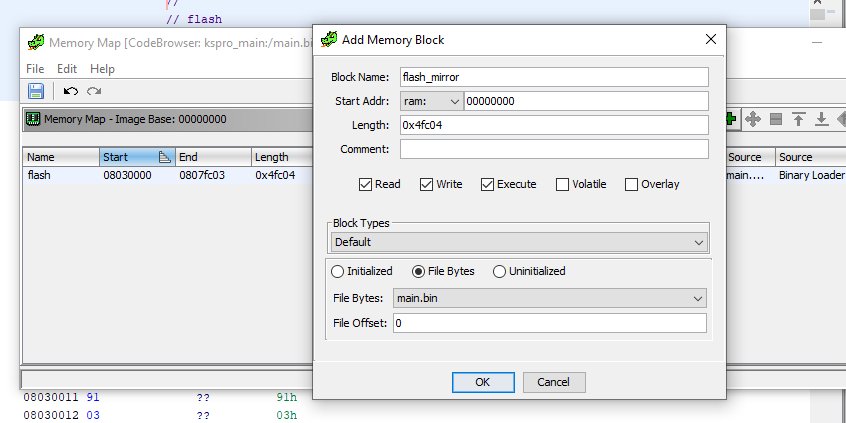 //
// flash
Memory Map [CodeBrowser: kspro_main:/main.bi
File Edit Help
Memory Map - Image Base: 00000000
Name Start End Length Source Source
flash 08030000 0807fc03 0x4fc04 main.... Binary Loader
Add Memory Block
Block Name: flash_mirror
Start Addr: ram: 00000000
Length: 0x4fc04
Comment:
Read Write Execute Volatile Overlay
Block Types
Default
Initialized File Bytes Uninitialized
File Bytes: main.bin
File Offset: 0
OK Cancel
08030011 91 ?? 91h
08030012 03 ?? 03h